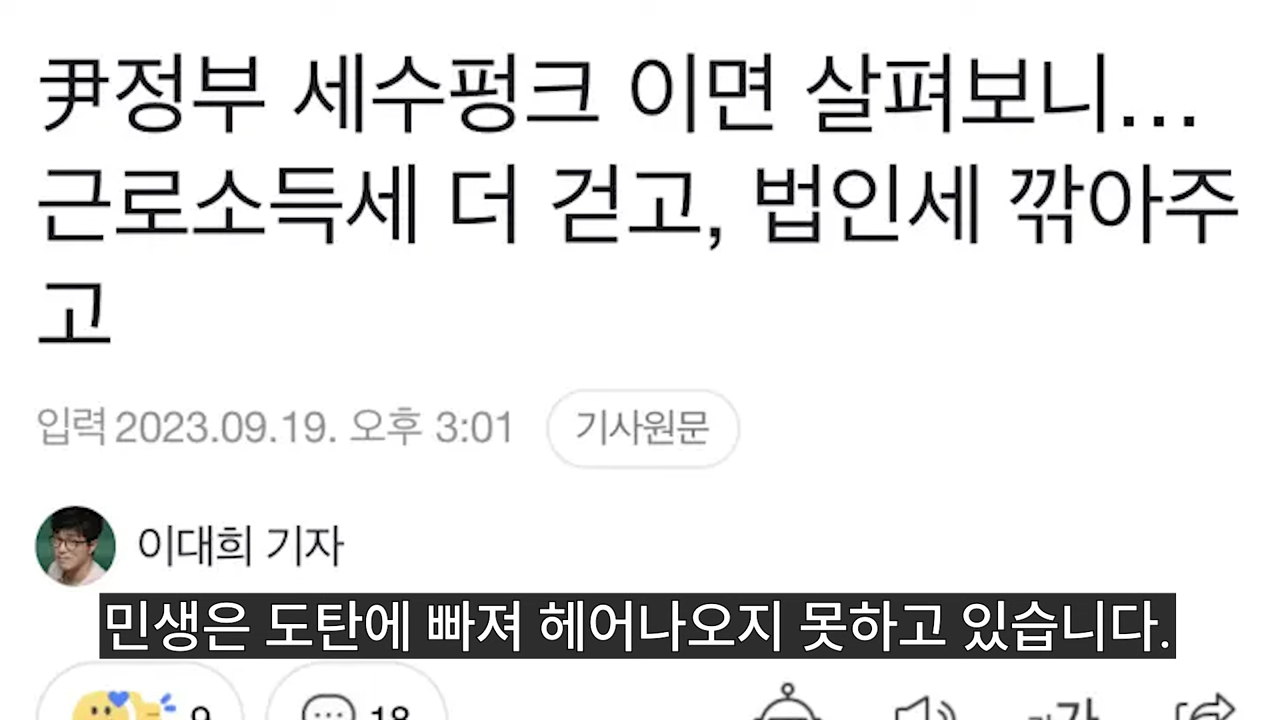 尹정부 세수펑크 이면 살펴보니…
근로소득세 더 걷고, 법인세 깎아주
고
입력 2023.09.19. 오후 3:01 기사원문
이대희 기자
민생은 도탄에 빠져 헤어나오지 못하고 있습니다.
9 18